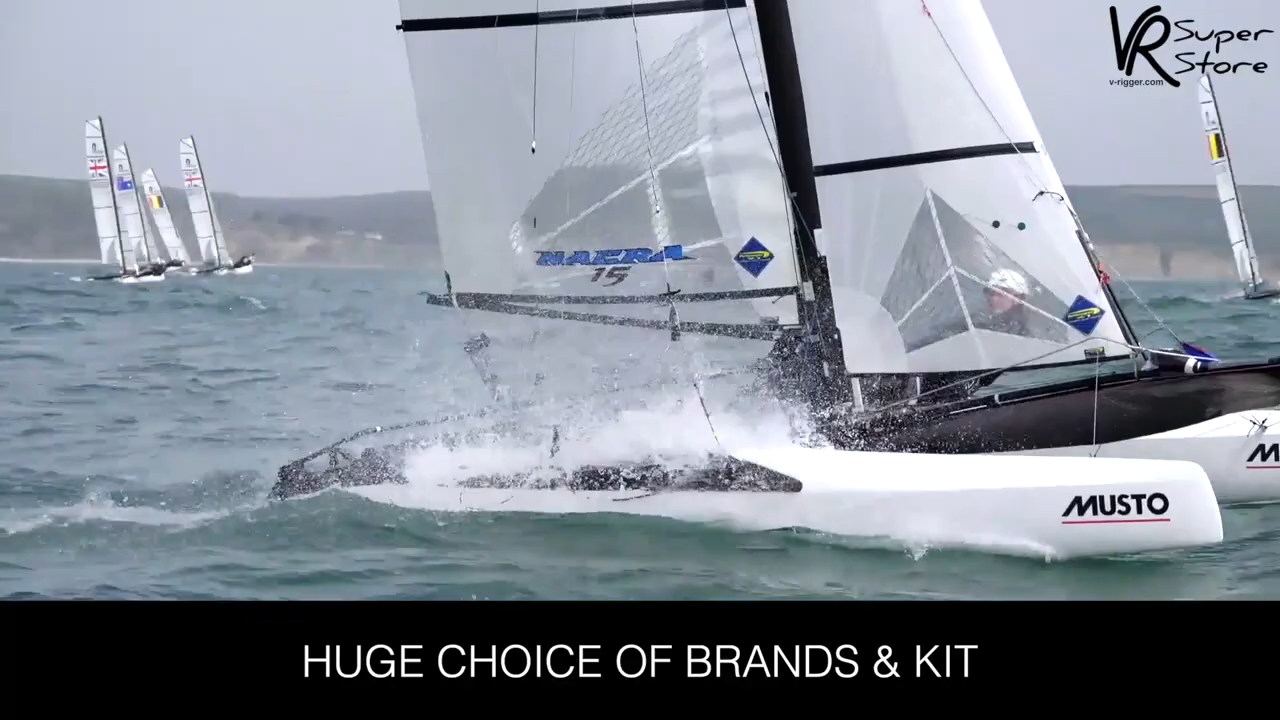 VR Super
Store
v-rigger.com
NACRA
15
MUSTO
M
HUGE CHOICE OF BRANDS & KIT